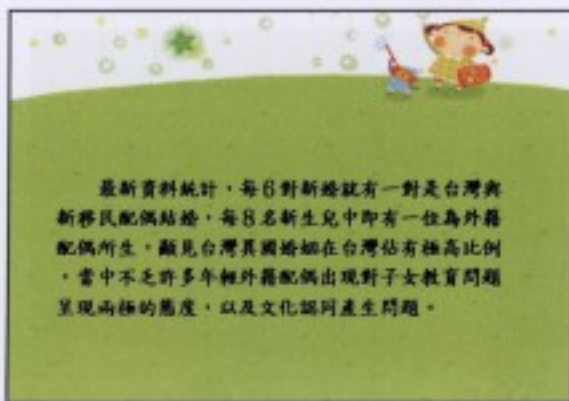 最新資料統計,每6對新婚就有一對是台灣與
新移民配偶結婚,每8名新生兒中即有一位為外籍
配偶所生,顯見台灣異國婚姻在台灣佔有極高比例
,當中不乏許多年輕外籍配偶出現對子女教育問題
呈現兩極的態度,以及文化認同產生問題。